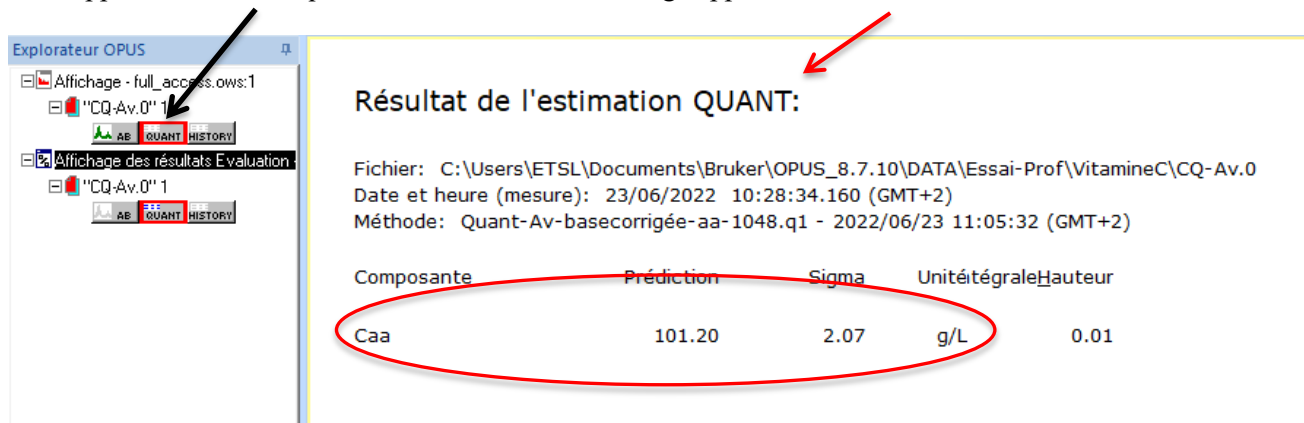 Explorateur OPUS
Affichage - full_access.ows:1
"CQ-Av.0" 1
AB QUANT HISTORY
Affichage des résultats Evaluation
"CQ-Av.0" 1
AB QUANT HISTORY
Résultat de l'estimation QUANT:
Fichier: C:\Users\ETSL\Documents\Bruker\OPUS_8.7.10\DATA\Essai-Prof\VitamineC\CQ-Av.0
Date et heure (mesure): 23/06/2022 10:28:34.160 (GMT+2)
Méthode: Quant-Av-basecorrigée-aa-1048.q1 - 2022/06/23 11:05:32 (GMT+2)
Composante Prédiction Sigma UnitéitégraleHauteur
Caa 101.20 2.07 g/L 0.01